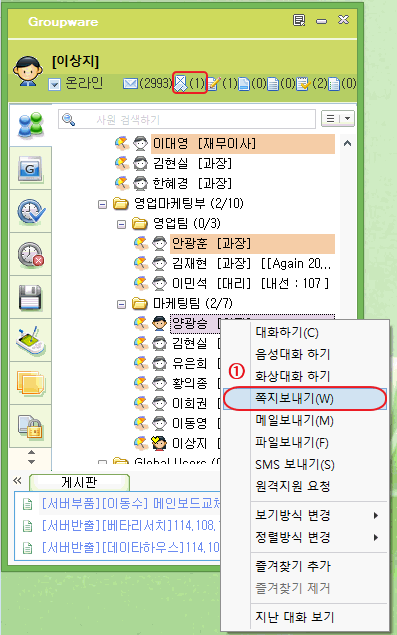 Groupware
[이상지]
온라인 (2993) (1) (1) (0) (0) (2) (0)
사원 검색하기
이대영 [재무이사]
김현실 [과장]
한혜경 [과장]
영업마케팅부 (2/10)
영업팀 (0/3)
안광훈 [과장]
김재현 [과장] [[Again 20...
이민석 [대리] [내선 : 107 ]
마케팅팀 (2/7)
양광승
김현실
유은희
황의종
이희권
이동영
이상지
Global Users (0/0)
대화하기(C)
음성대화 하기
화상대화 하기
① 쪽지보내기(W)
메일보내기(M)
파일보내기(F)
SMS 보내기(S)
원격지원 요청
보기방식 변경
정렬방식 변경
즐겨찾기 추가
즐겨찾기 제거
지난 대화 보기
게시판
[서버부품][이동수] 메인보드교체
[서버반출][베타리서치]114,108,
[서버반출][데이타하우스]114,10